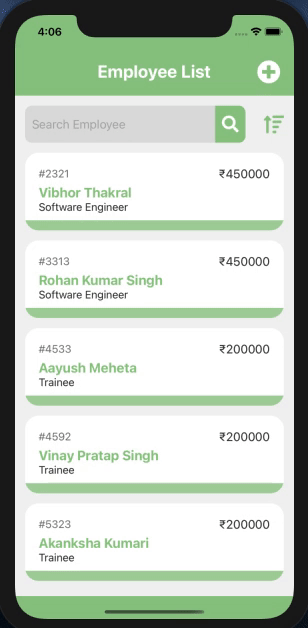 4:06
Employee List
Search Employee
#2321 ₹450000
Vibhor Thakral
Software Engineer
#3313 ₹450000
Rohan Kumar Singh
Software Engineer
#4533 ₹200000
Aayush Meheta
Trainee
#4592 ₹200000
Vinay Pratap Singh
Trainee
#5323 ₹200000
Akanksha Kumari
Trainee